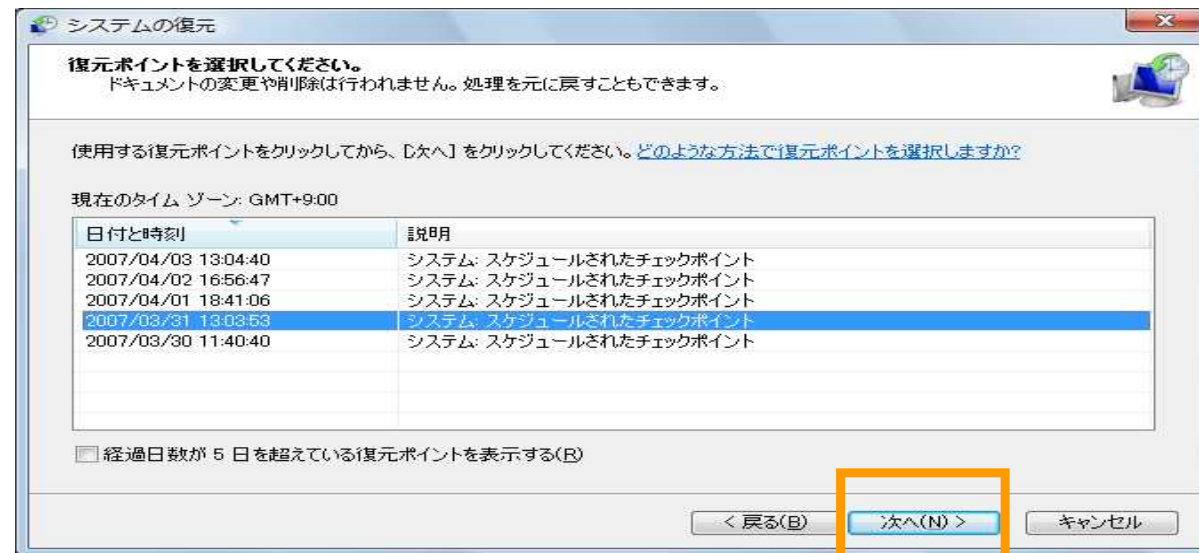 システムの復元
復元ポイントを選択してください。
ドキュメントの変更や削除は行われません。処理を元に戻すこともできます。
使用する復元ポイントをクリックしてから、[次へ] をクリックしてください。どのような方法で復元ポイントを選択しますか?
現在のタイム ゾーン: GMT+9:00
日付と時刻 説明
2007/04/03 13:04:40 システム: スケジュールされたチェックポイント
2007/04/02 16:56:47 システム: スケジュールされたチェックポイント
2007/04/01 18:41:06 システム: スケジュールされたチェックポイント
2007/03/31 13:03:53 システム: スケジュールされたチェックポイント
2007/03/30 11:40:40 システム: スケジュールされたチェックポイント
経過日数が 5 日を超えている復元ポイントを表示する(R)
< 戻る(B) 次へ(N) > キャンセル